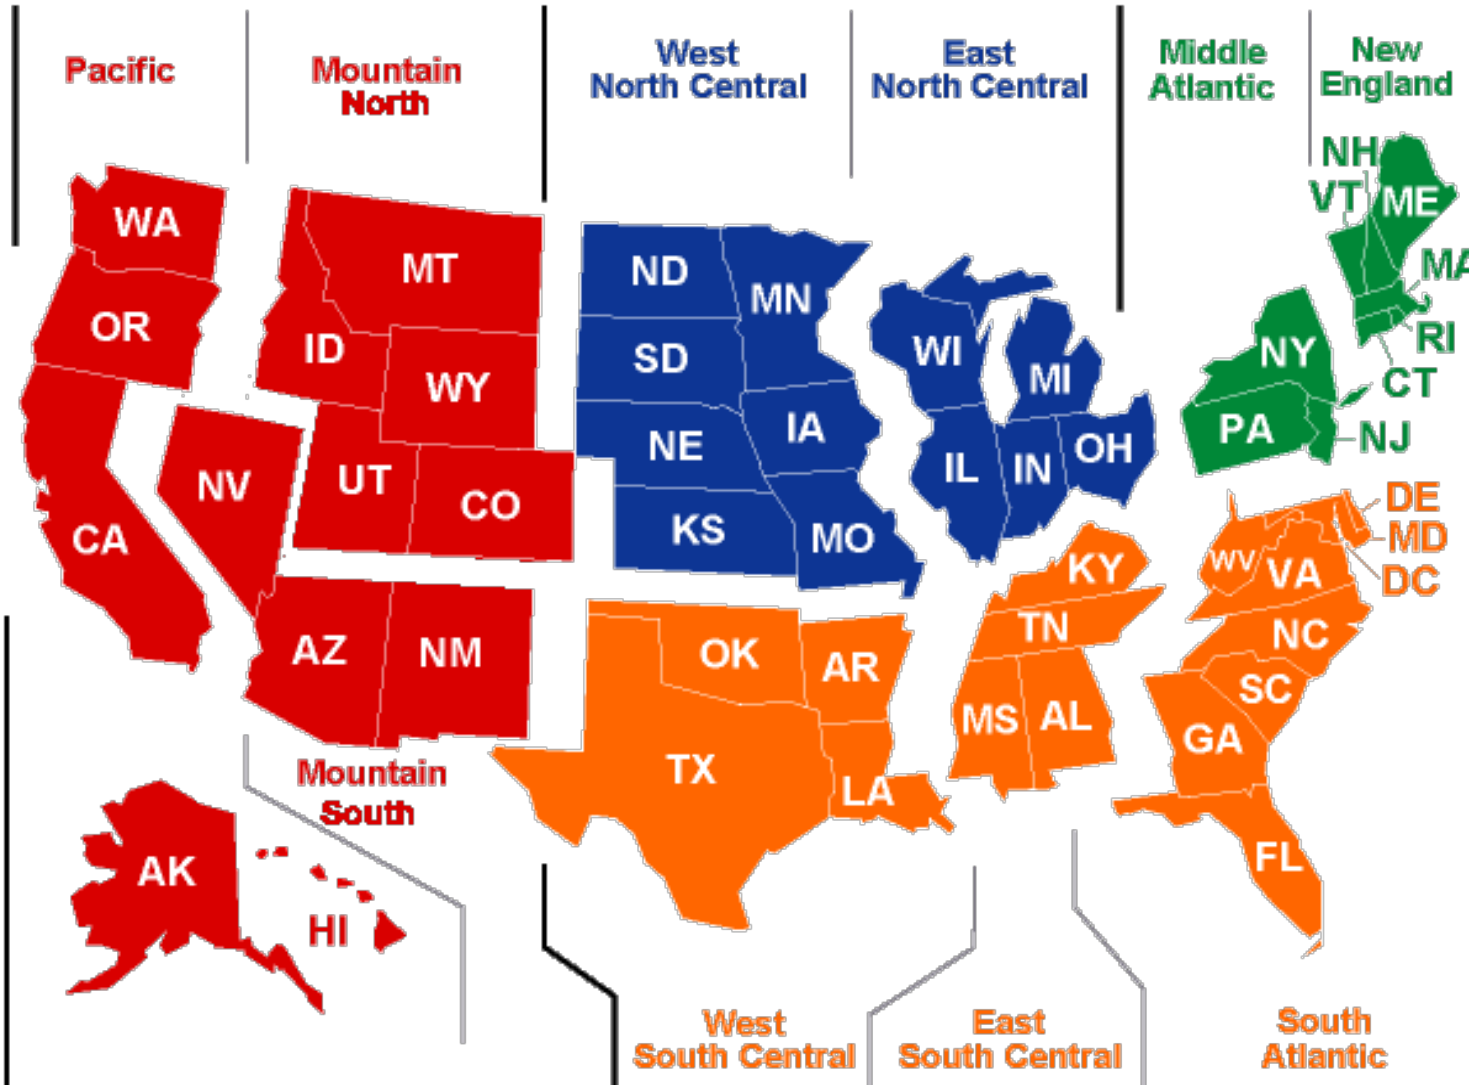 Pacific
Mountain
North
West
North Central
East
North Central
Middle
Atlantic
New
England
NH
VT
ME
MA
RI
CT
NY
PA
NJ
WA
OR
CA
NV
MT
ID
WY
UT
CO
AZ
NM
ND
MN
SD
IA
NE
KS
MO
WI
MI
IL
IN
OH
DE
MD
DC
WV
VA
KY
TN
NC
SC
MS
AL
GA
FL
OK
AR
TX
LA
Mountain
South
AK
HI
West
South Central
East
South Central
South
Atlantic